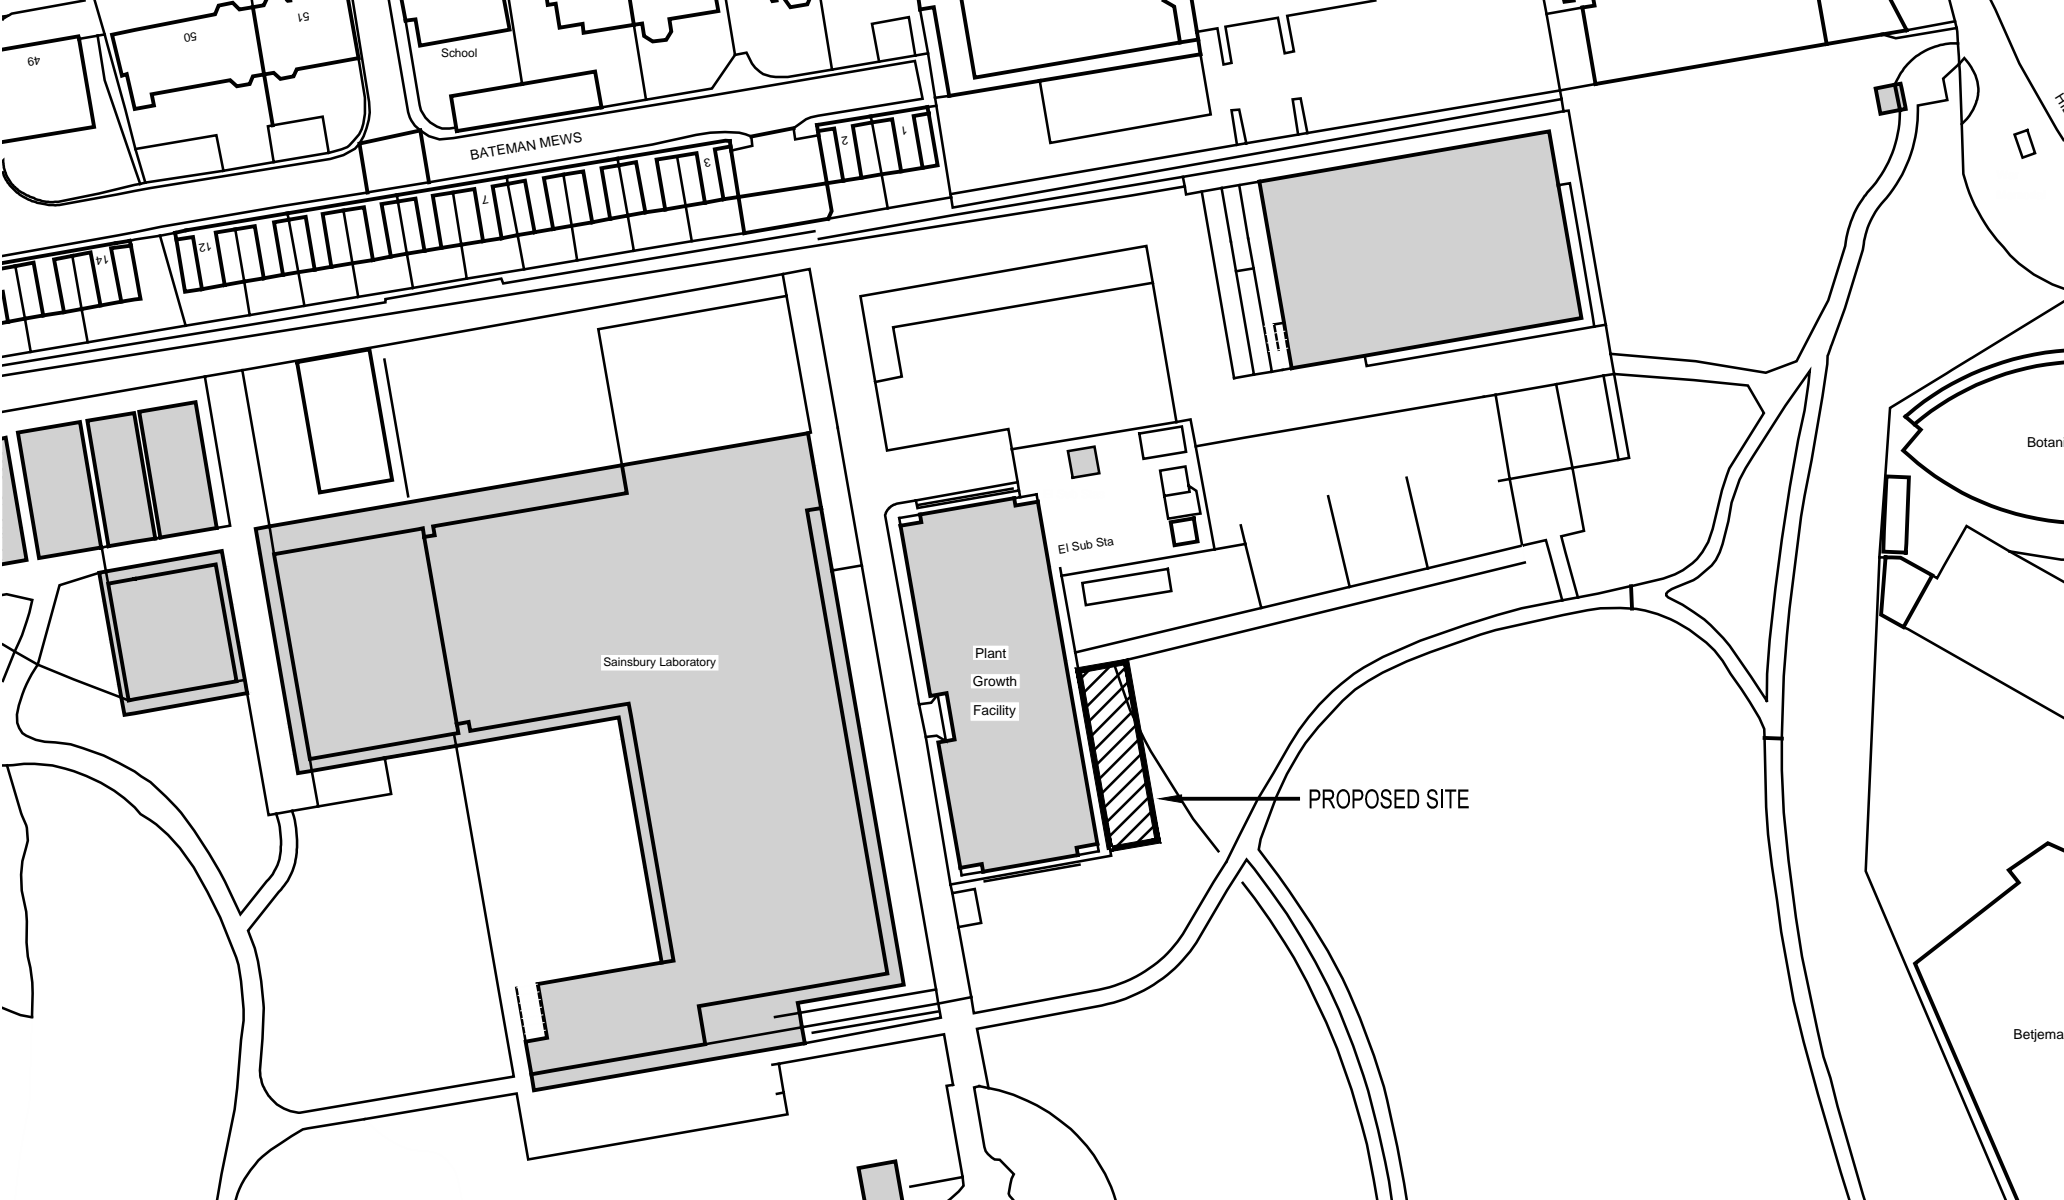 51
50
49
School
BATEMAN MEWS
1
2
3
7
12
14
Botani
El Sub Sta
Plant
Growth
Facility
Sainsbury Laboratory
PROPOSED SITE
Betjema